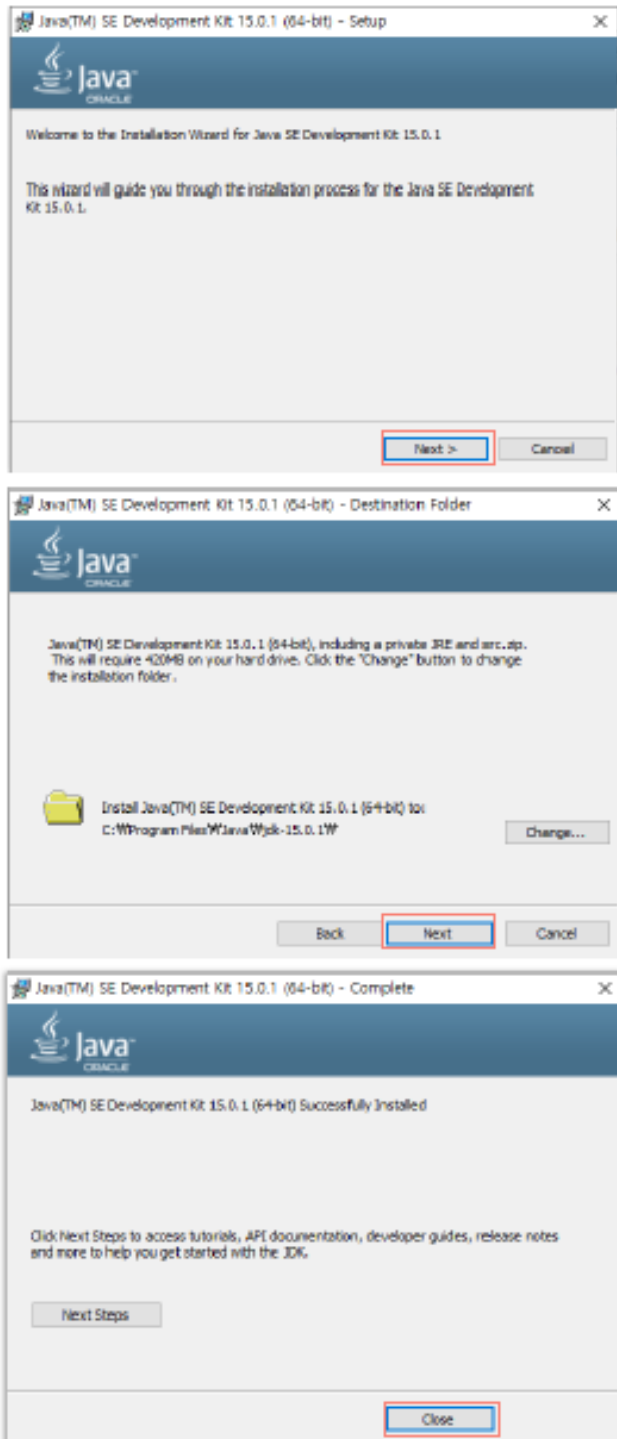 Java(TM) SE Development Kit 15.0.1 (64-bit) - Setup
Java™
ORACLE
Welcome to the Installation Wizard for Java SE Development Kit 15.0.1
This wizard will guide you through the installation process for the Java SE Development
Kit 15.0.1.
Next >
Cancel
Java(TM) SE Development Kit 15.0.1 (64-bit) - Destination Folder
Java™
ORACLE
Java(TM) SE Development Kit 15.0.1 (64-bit), including a private JRE and src.zip.
This will require 420MB on your hard drive. Click the "Change" button to change
the installation folder.
Install Java(TM) SE Development Kit 15.0.1 (64-bit) to:
C:₩Program Files₩Java₩jdk-15.0.1₩
Change...
Back
Next
Cancel
Java(TM) SE Development Kit 15.0.1 (64-bit) - Complete
Java™
ORACLE
Java(TM) SE Development Kit 15.0.1 (64-bit) Successfully Installed
Click Next Steps to access tutorials, API documentation, developer guides, release notes
and more to help you get started with the JDK.
Next Steps
Close